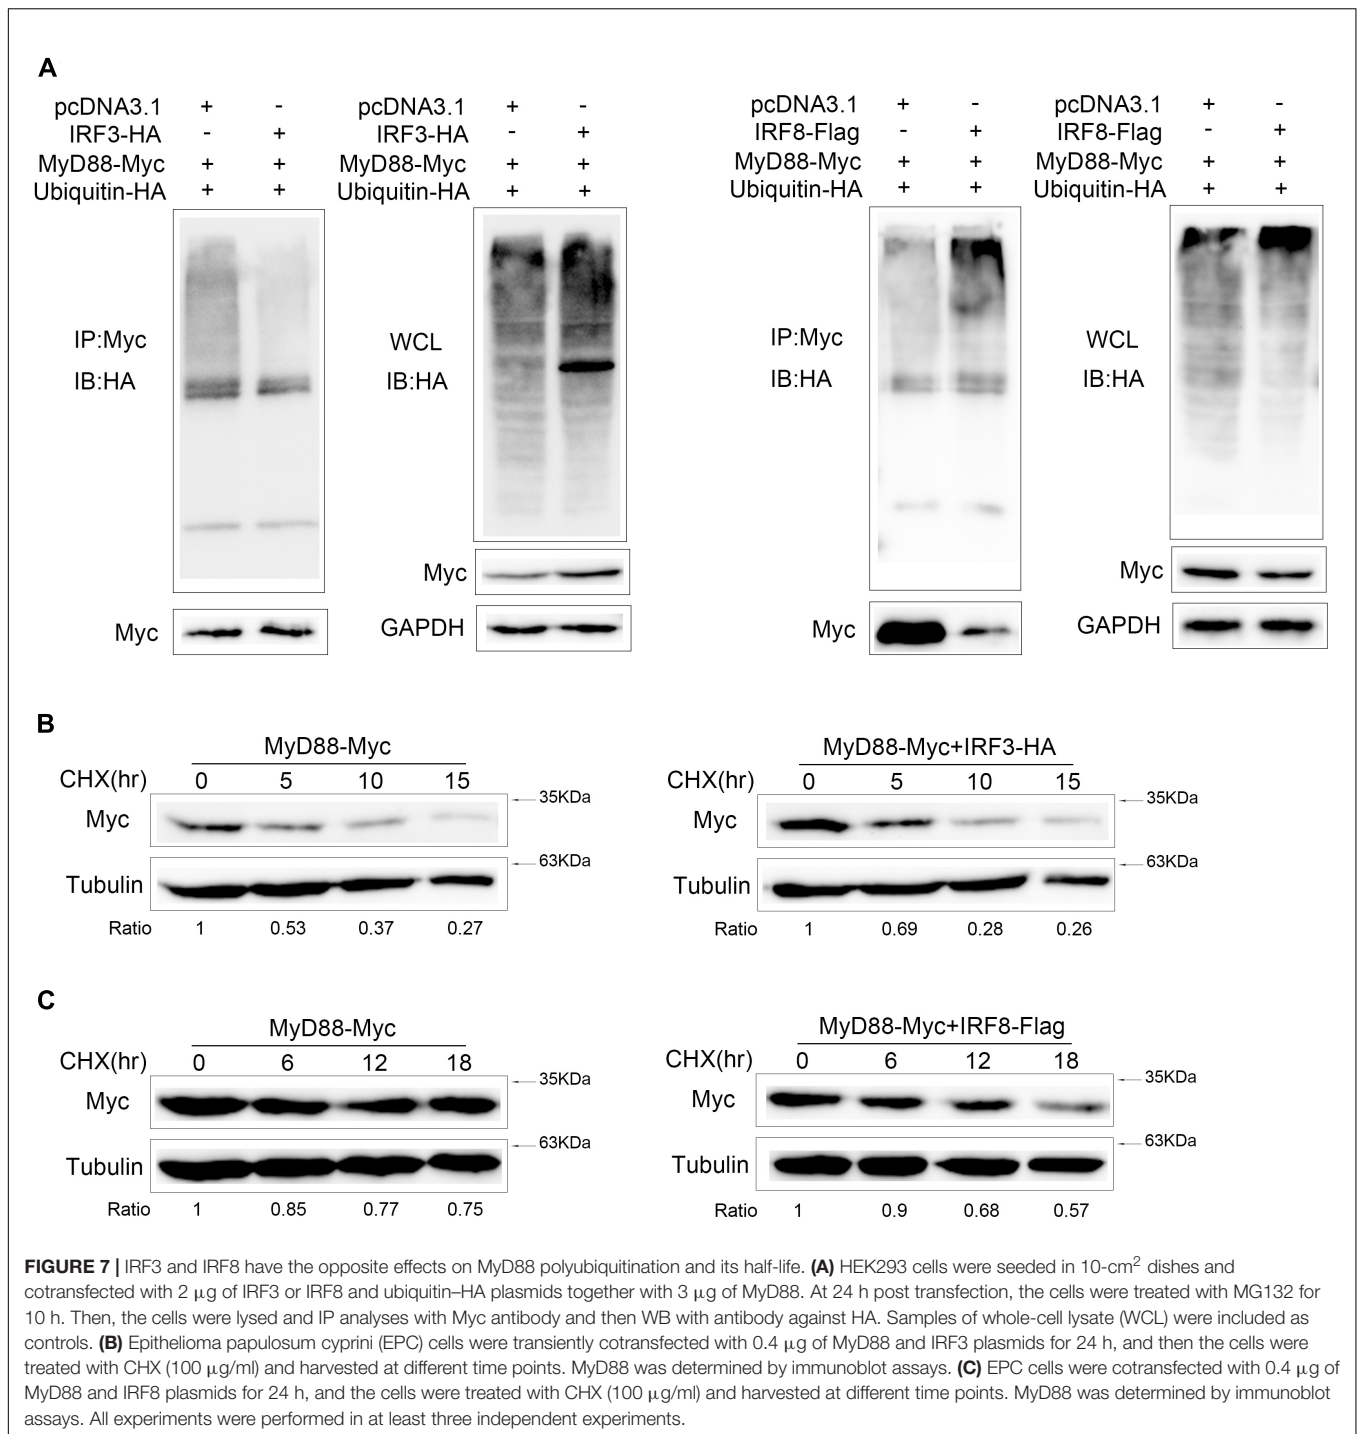 A
pcDNA3.1 + - pcDNA3.1 + - pcDNA3.1 + - pcDNA3.1 + -
IRF3-HA - + IRF3-HA - + IRF8-Flag - + IRF8-Flag - +
MyD88-Myc + + MyD88-Myc + + MyD88-Myc + + MyD88-Myc + +
Ubiquitin-HA + + Ubiquitin-HA + + Ubiquitin-HA + + Ubiquitin-HA + +
IP:Myc WCL IP:Myc WCL
IB:HA IB:HA IB:HA IB:HA
Myc Myc
Myc GAPDH Myc GAPDH
B
MyD88-Myc MyD88-Myc+IRF3-HA
CHX(hr) 0 5 10 15 CHX(hr) 0 5 10 15
35KDa 35KDa
Myc Myc
63KDa 63KDa
Tubulin Tubulin
Ratio 1 0.53 0.37 0.27 Ratio 1 0.69 0.28 0.26
C
MyD88-Myc MyD88-Myc+IRF8-Flag
CHX(hr) 0 6 12 18 CHX(hr) 0 6 12 18
35KDa 35KDa
Myc Myc
63KDa 63KDa
Tubulin Tubulin
Ratio 1 0.85 0.77 0.75 Ratio 1 0.9 0.68 0.57
FIGURE 7 | IRF3 and IRF8 have the opposite effects on MyD88 polyubiquitination and its half-life. (A) HEK293 cells were seeded in 10-cm² dishes and
cotransfected with 2 μg of IRF3 or IRF8 and ubiquitin–HA plasmids together with 3 μg of MyD88. At 24 h post transfection, the cells were treated with MG132 for
10 h. Then, the cells were lysed and IP analyses with Myc antibody and then WB with antibody against HA. Samples of whole-cell lysate (WCL) were included as
controls. (B) Epithelioma papulosum cyprini (EPC) cells were transiently cotransfected with 0.4 μg of MyD88 and IRF3 plasmids for 24 h, and then the cells were
treated with CHX (100 μg/ml) and harvested at different time points. MyD88 was determined by immunoblot assays. (C) EPC cells were cotransfected with 0.4 μg of
MyD88 and IRF8 plasmids for 24 h, and the cells were treated with CHX (100 μg/ml) and harvested at different time points. MyD88 was determined by immunoblot
assays. All experiments were performed in at least three independent experiments.